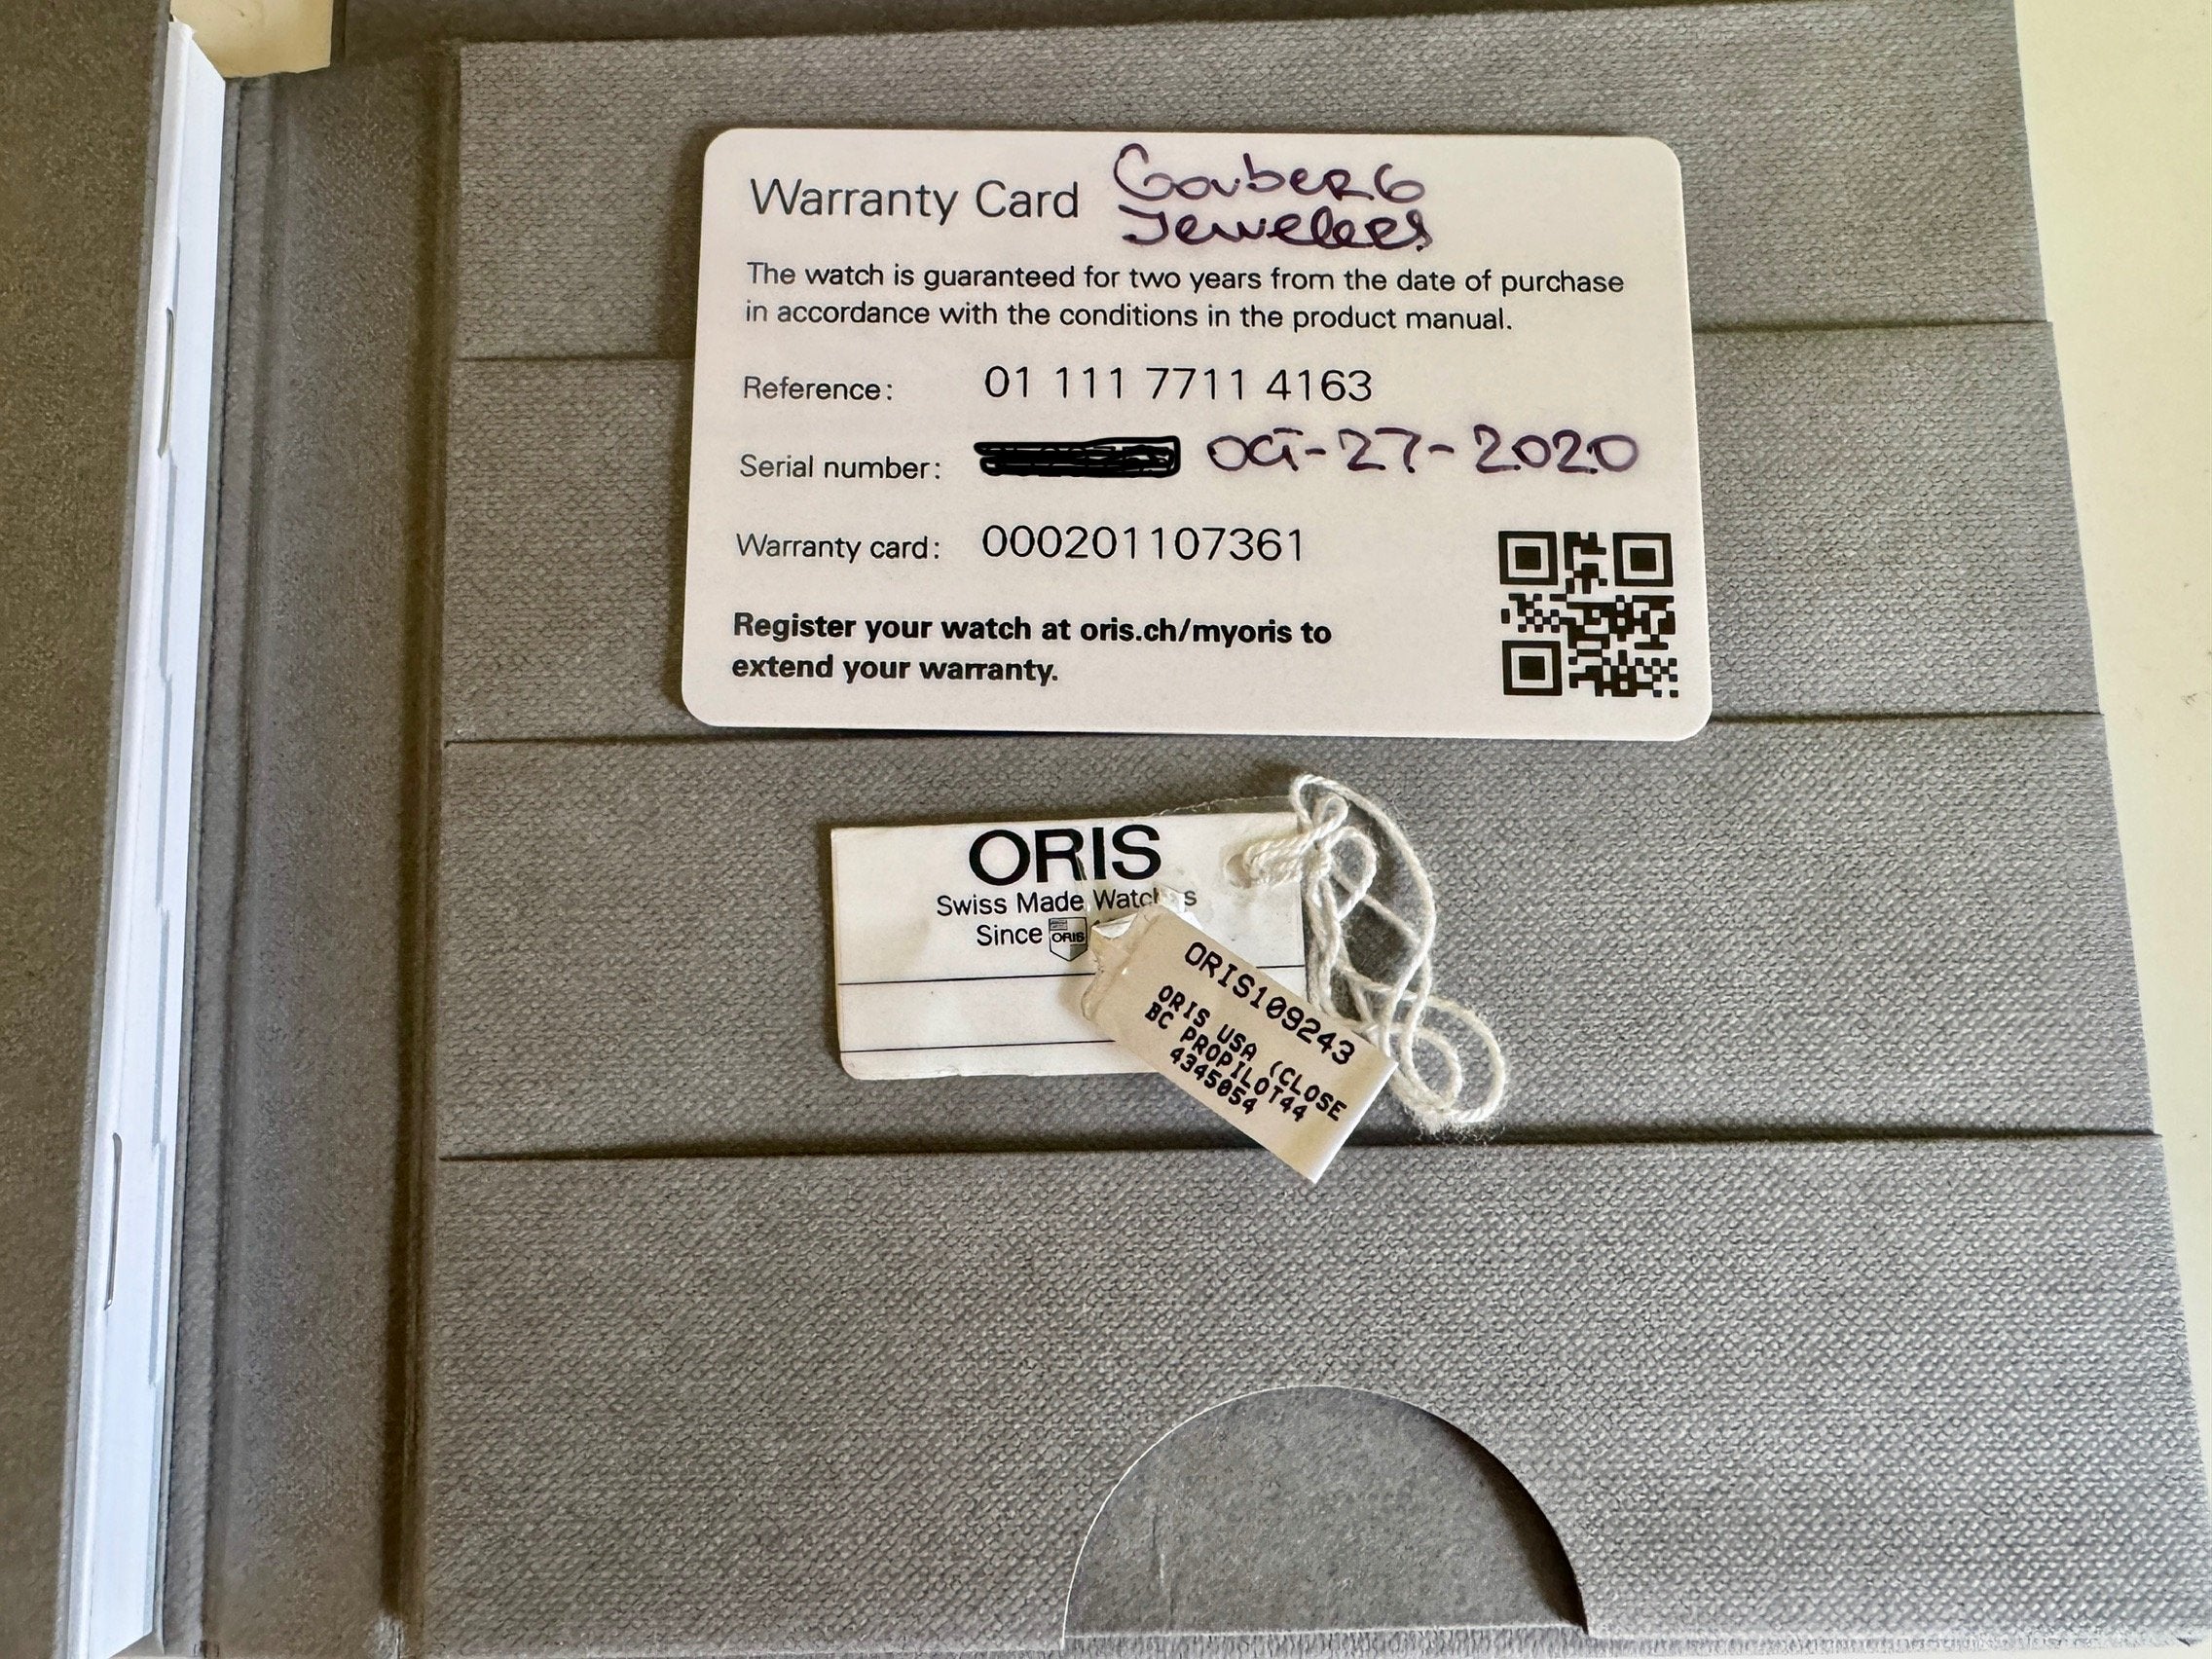 Warranty Card Govberg
Jewelers
The watch is guaranteed for two years from the date of purchase
in accordance with the conditions in the product manual.
Reference: 01 111 7711 4163
Serial number: Oct-27-2020
Warranty card: 000201107361
Register your watch at oris.ch/myoris to
extend your warranty.
ORIS
Swiss Made Watches
Since
ORIS
ORIS109243
ORIS USA (CLOSE
BC PROPILOT44
4345054